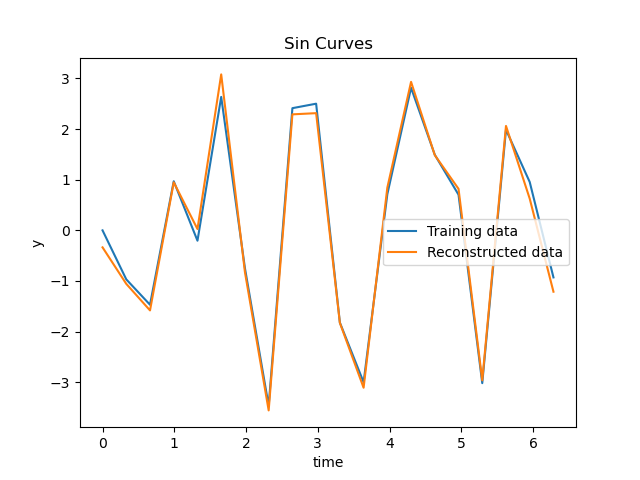 Sin Curves
3
2
1
0
−1
−2
−3
y
Training data
Reconstructed data
0 1 2 3 4 5 6
time